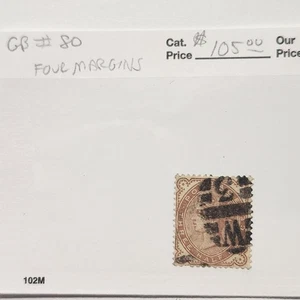 GB # 80 Cat. $ 105.00 Our
FOUR MARGINS Price Price
W
102M